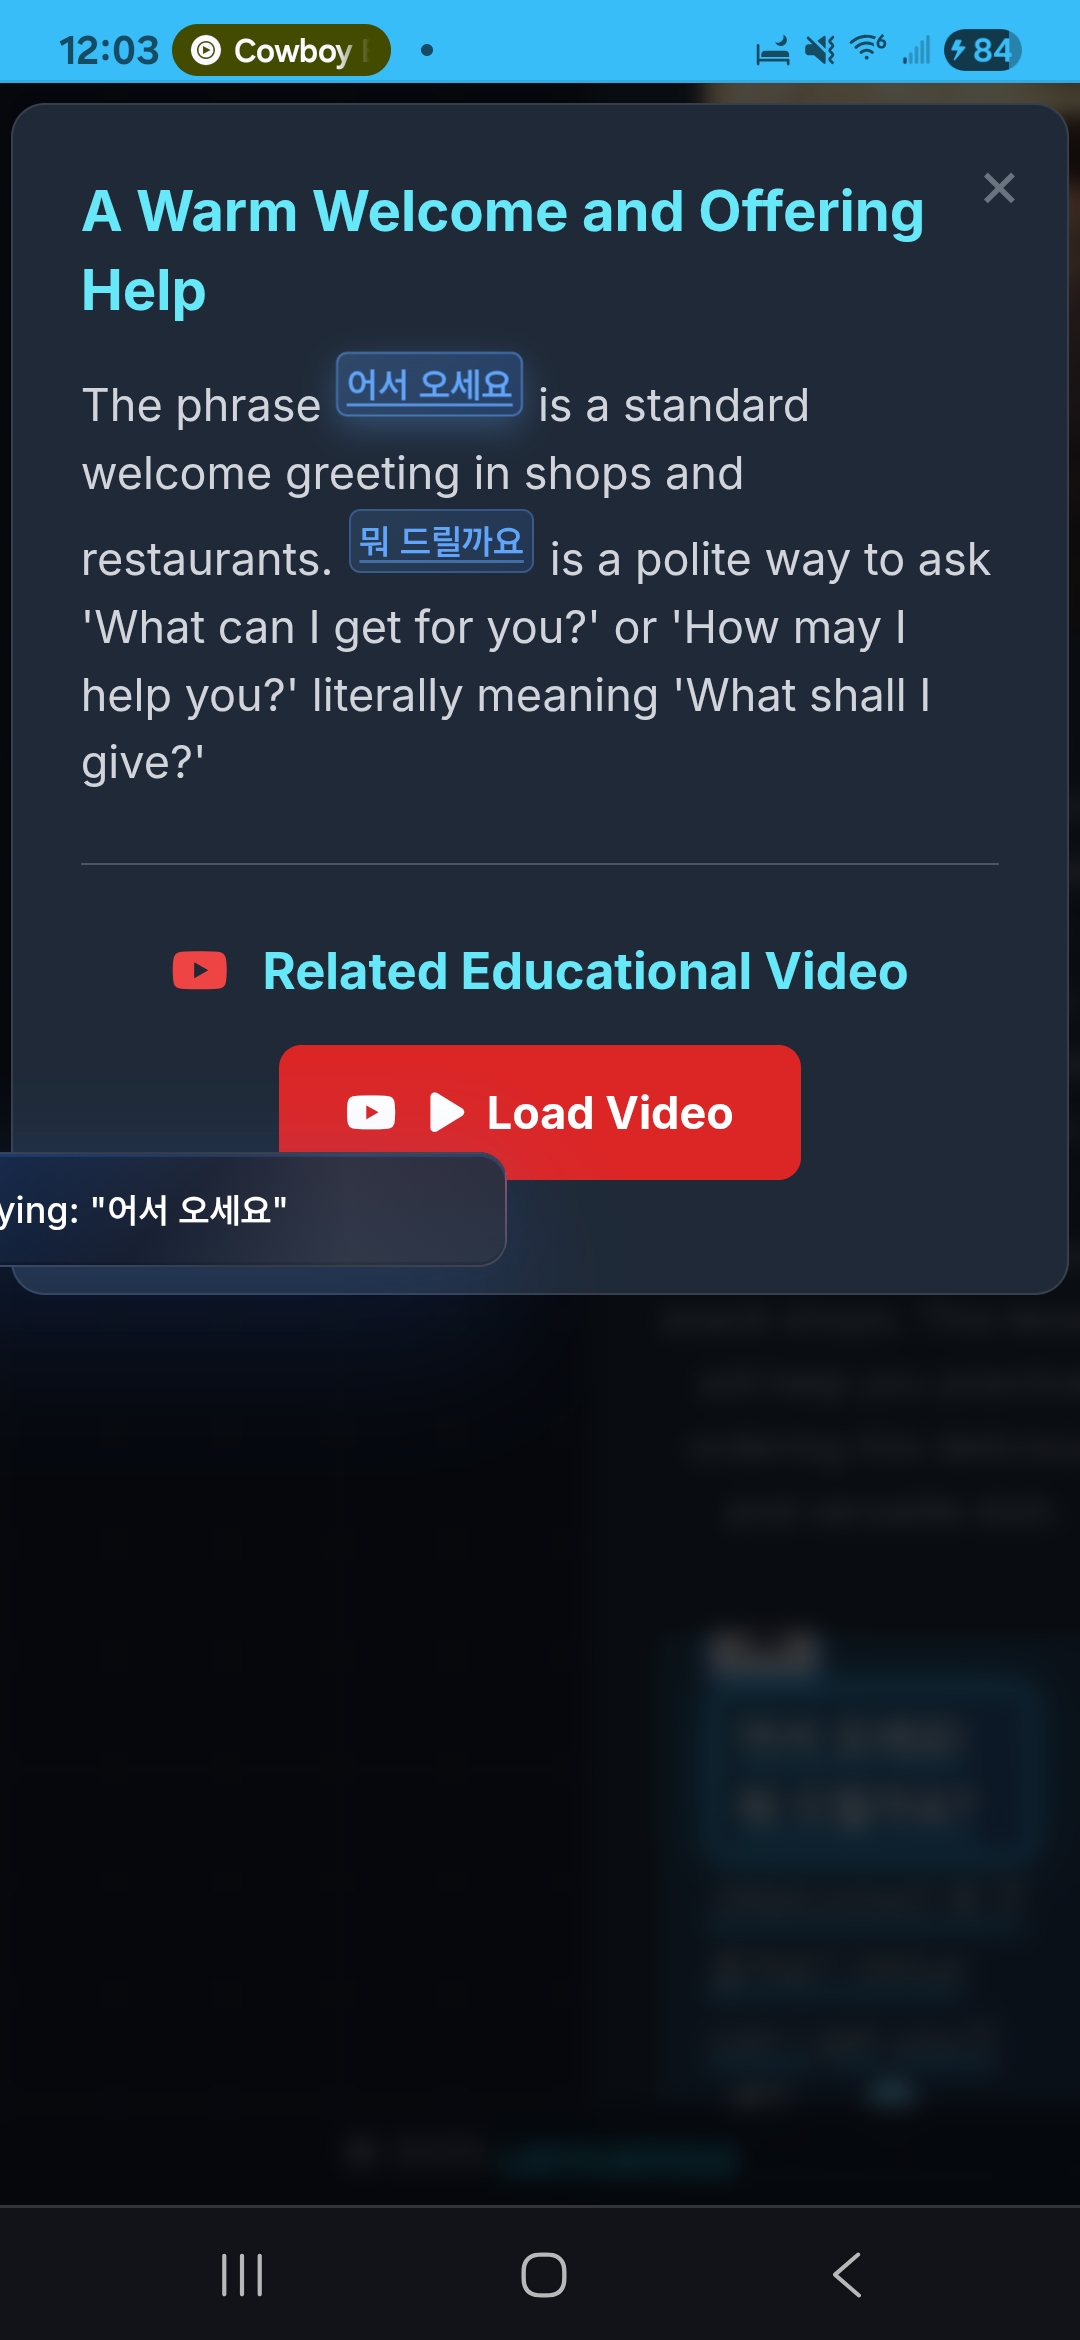 12:03
Cowboy
84
A Warm Welcome and Offering
Help
The phrase 어서 오세요 is a standard
welcome greeting in shops and
restaurants. 뭐 드릴까요 is a polite way to ask
'What can I get for you?' or 'How may I
help you?' literally meaning 'What shall I
give?'
Related Educational Video
Load Video
ying: "어서 오세요"